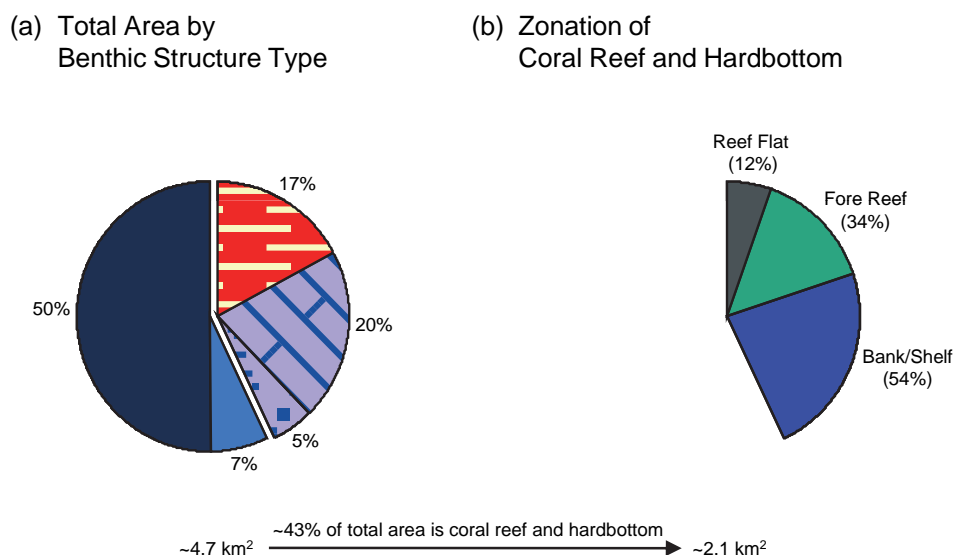 (a) Total Area by
Benthic Structure Type
(b) Zonation of
Coral Reef and Hardbottom
17%
50%
20%
5%
7%
Reef Flat
(12%)
Fore Reef
(34%)
Bank/Shelf
(54%)
~4.7 km²
~43% of total area is coral reef and hardbottom
~2.1 km²